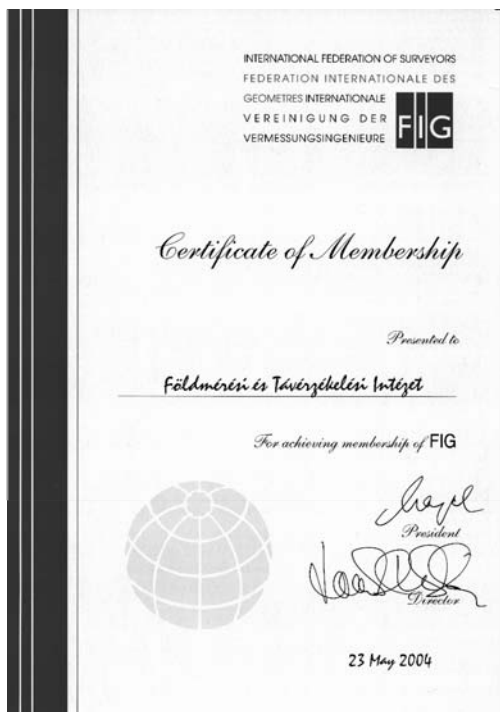 INTERNATIONAL FEDERATION OF SURVEYORS
FEDERATION INTERNATIONALE DES
GEOMETRES INTERNATIONALE
VEREINIGUNG DER
VERMESSUNGSINGENIEURE
FIG
Certificate of Membership
Presented to
Földmérési és Távérzékelési Intézet
For achieving membership of FIG
President
Director
23 May 2004